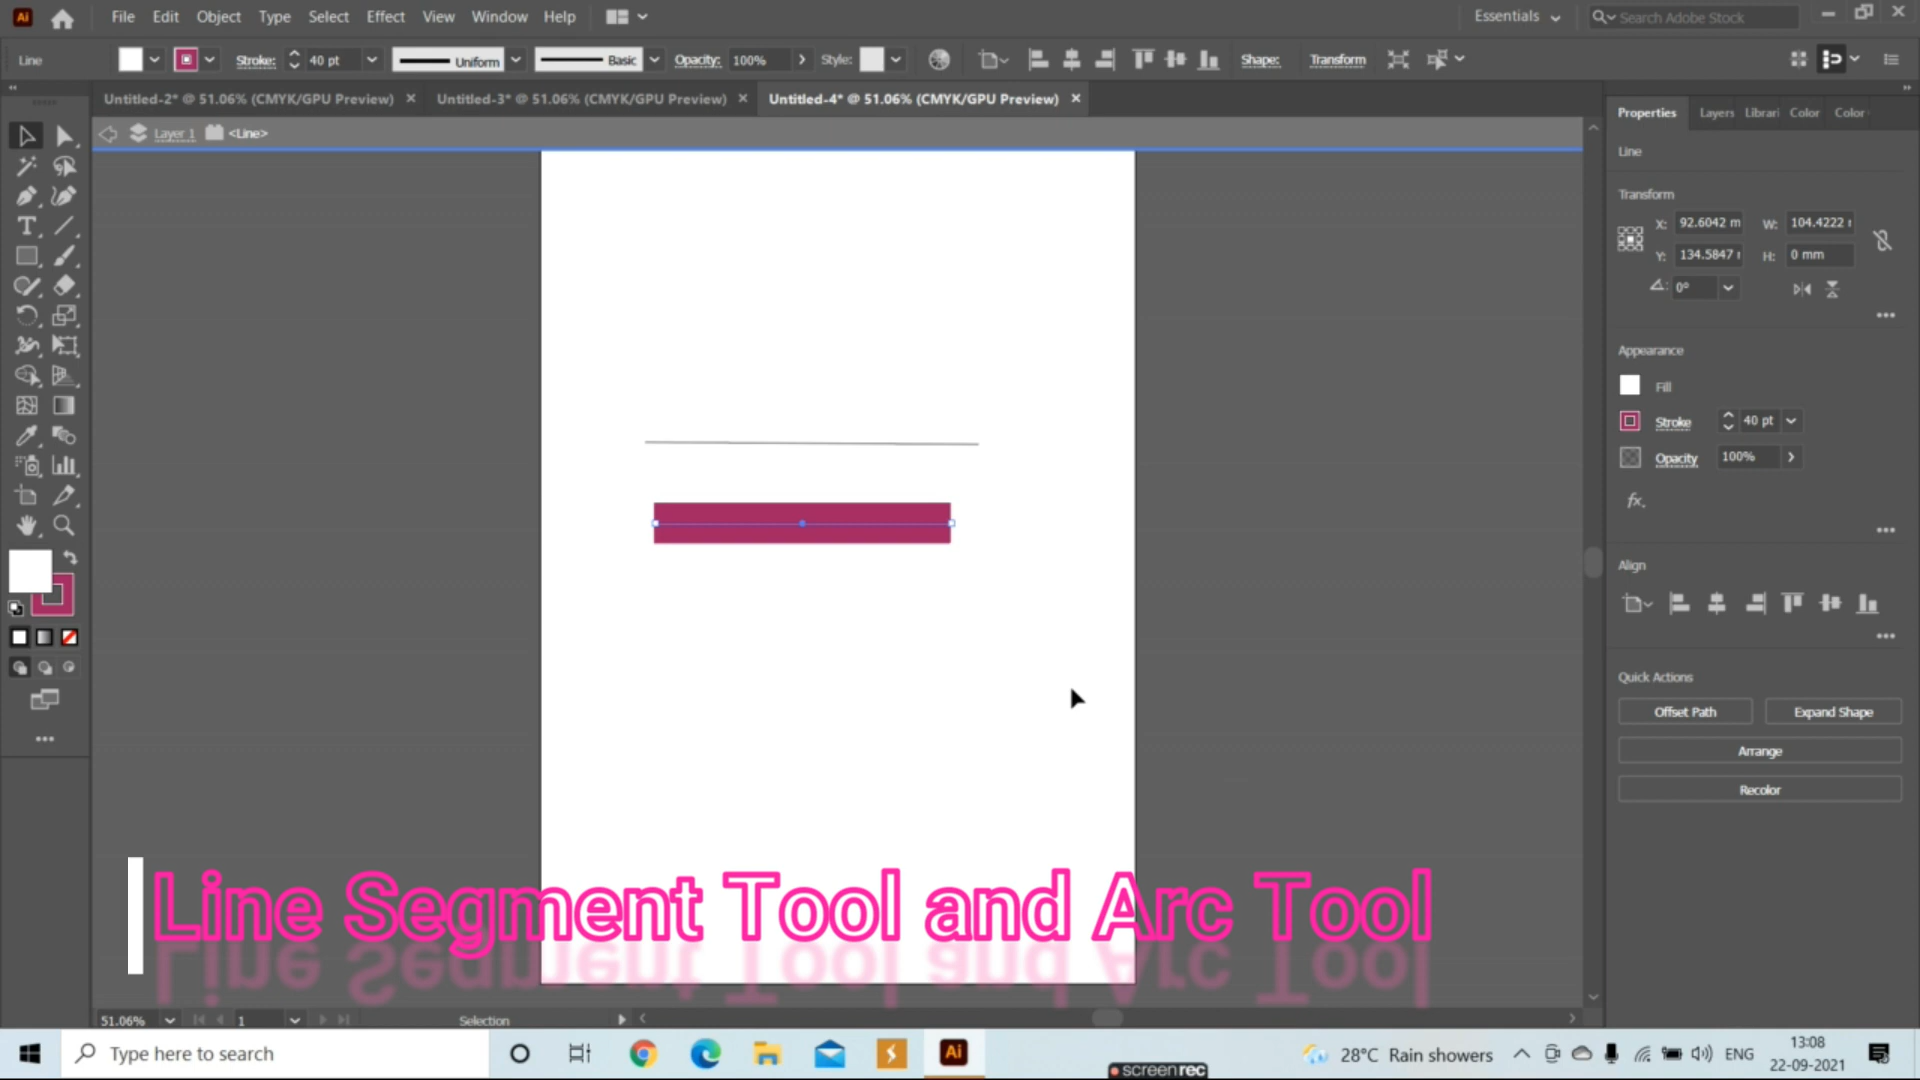 Ai File Edit Object Type Select Effect View Window Help Essentials Search Adobe Stock
Line Stroke: 40 pt Uniform Basic Opacity: 100% Style: Shape: Transform
Untitled-2* @ 51.06% (CMYK/GPU Preview) Untitled-3* @ 51.06% (CMYK/GPU Preview) Untitled-4* @ 51.06% (CMYK/GPU Preview)
Layer 1 <Line>
Properties Layers Librari Color Color
Line
Transform
X: 92.6042 m W: 104.4222
Y: 134.5847 H: 0 mm
0°
Appearance
Fill
Stroke 40 pt
Opacity 100%
fx.
Align
Quick Actions
Offset Path Expand Shape
Arrange
Recolor
Line Segment Tool and Arc Tool
51.06% 1 Selection
Type here to search Ai 28°C Rain showers ENG 13:08
22-09-2021
screenrec